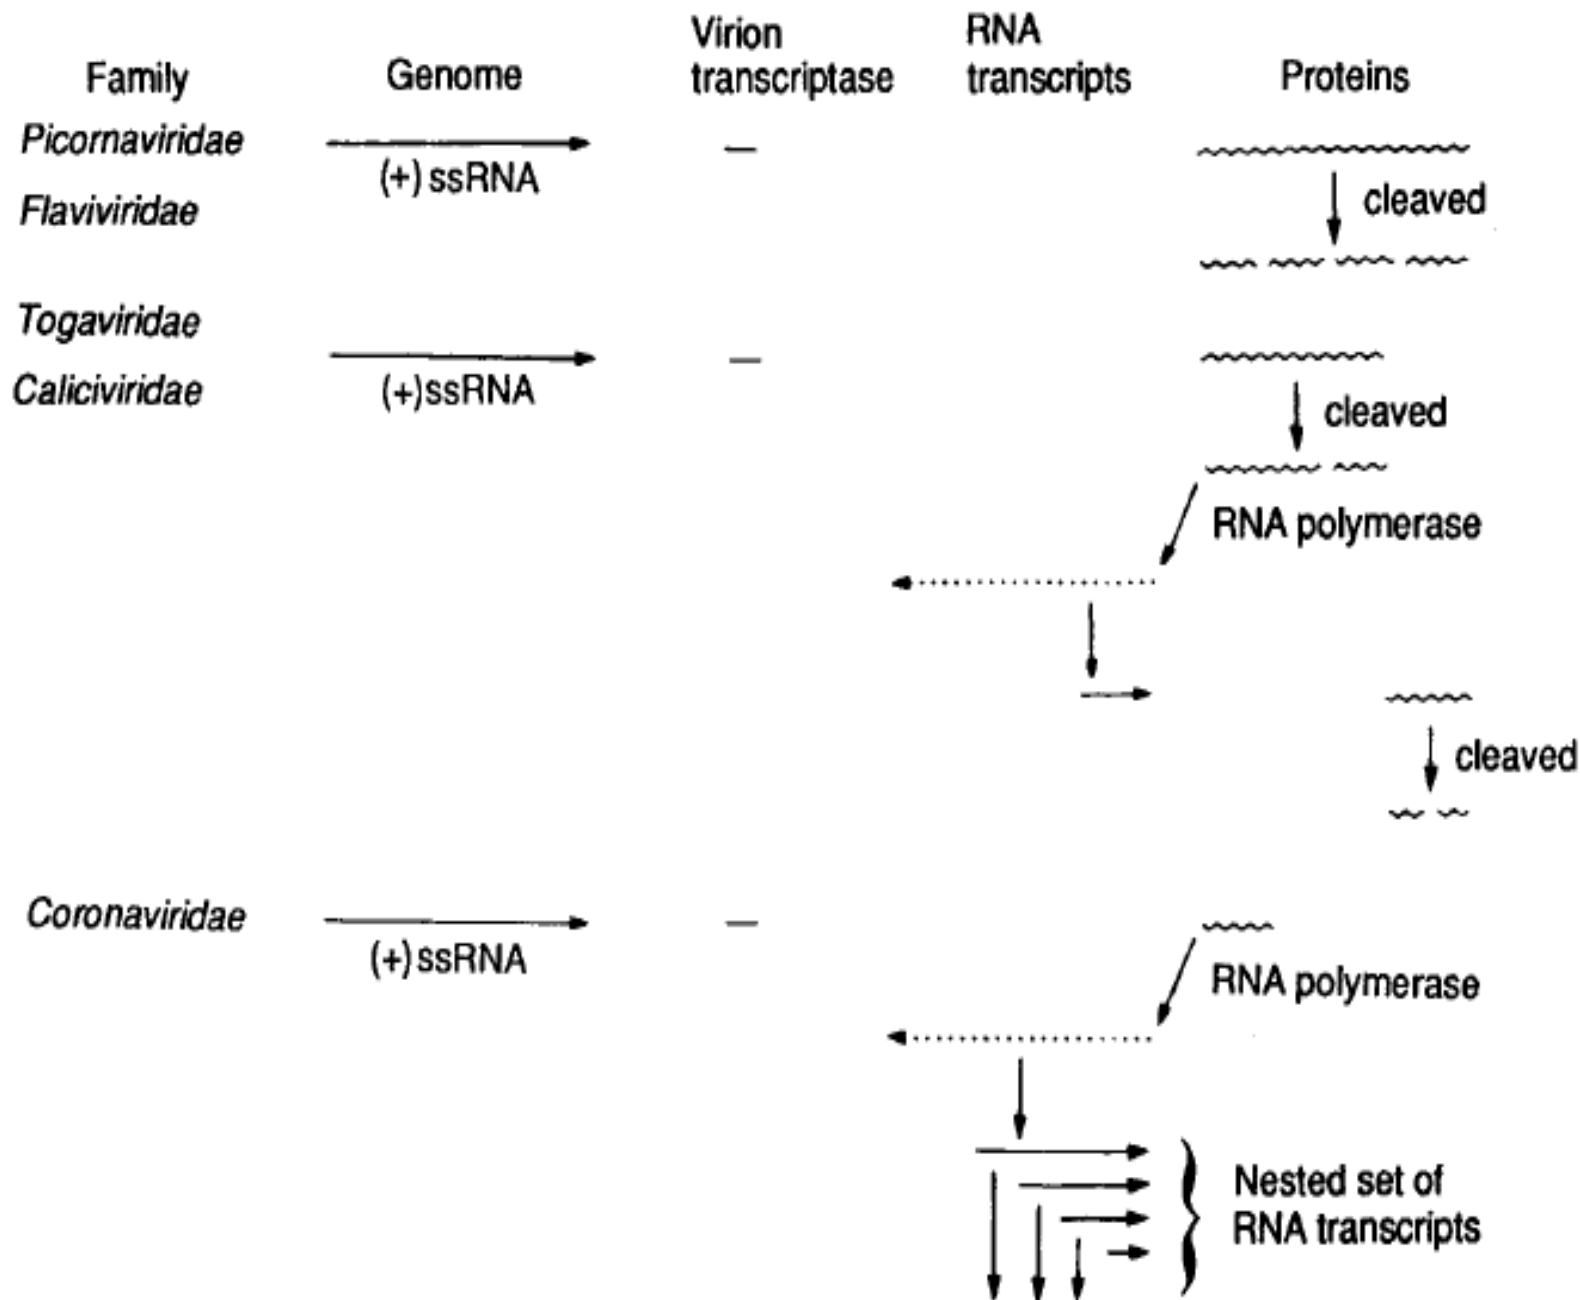 Family
Genome
Virion
transcriptase
RNA
transcripts
Proteins
Picornaviridae
(+) ssRNA
Flaviviridae
cleaved
Togaviridae
Caliciviridae
(+)ssRNA
cleaved
RNA polymerase
cleaved
Coronaviridae
(+) ssRNA
RNA polymerase
Nested set of
RNA transcripts